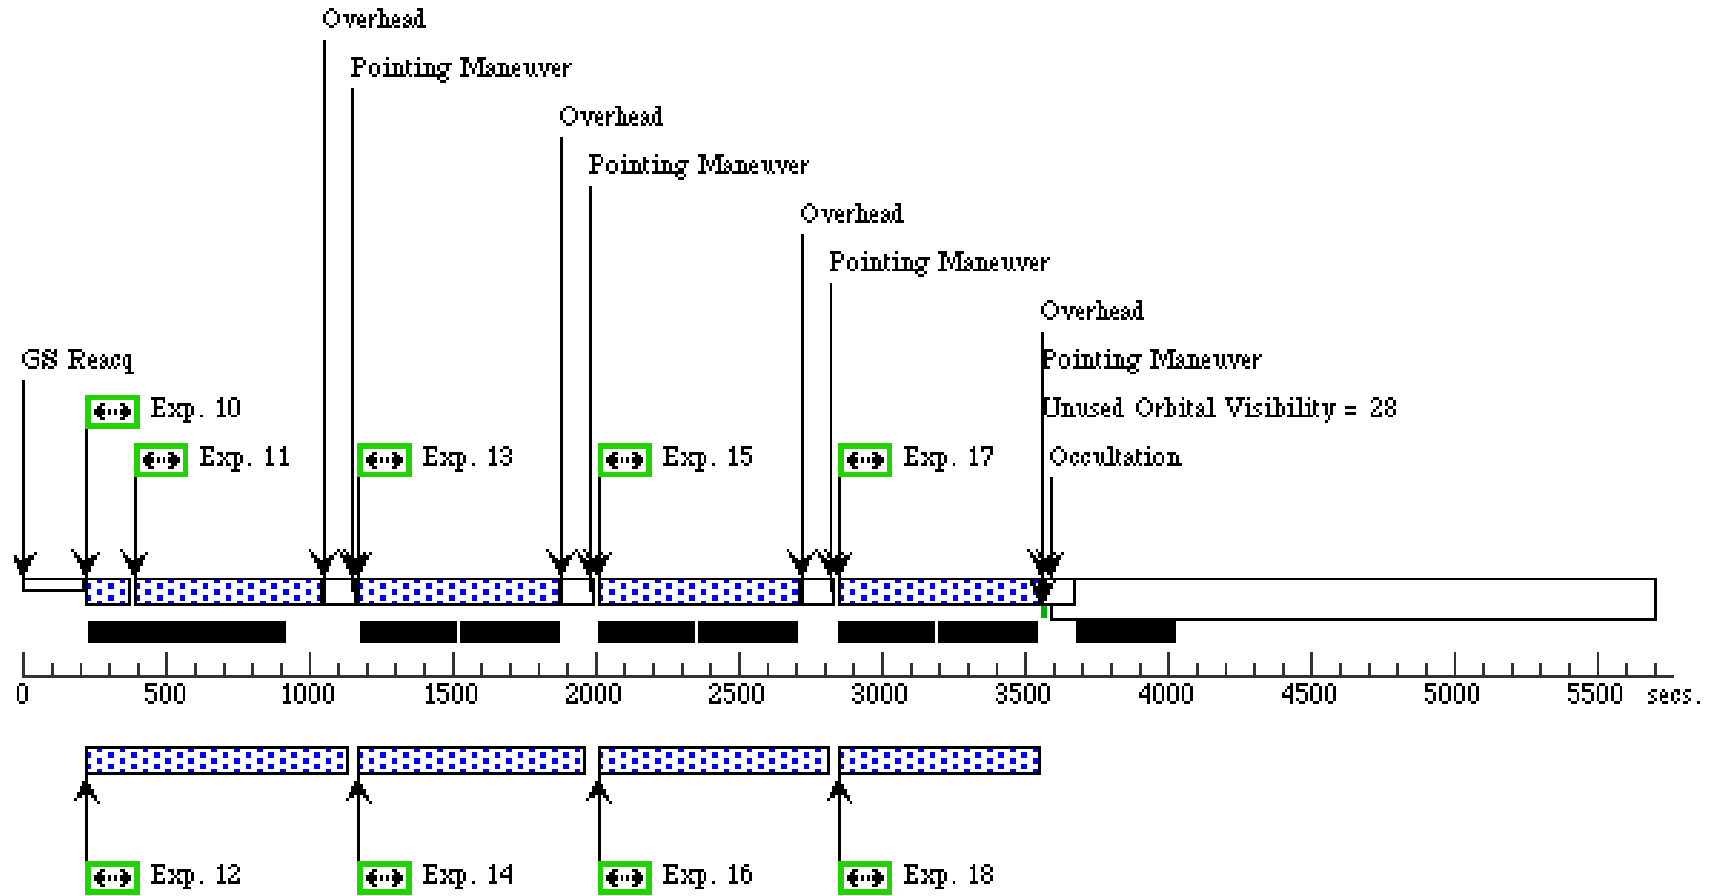 Overhead
Pointing Maneuver
Overhead
Pointing Maneuver
Overhead
Pointing Maneuver
Overhead
GS Reacq
Pointing Maneuver
Exp. 10
Unused Orbital Visibility = 28
Exp. 11
Exp. 13
Exp. 15
Exp. 17
Occultation
0 500 1000 1500 2000 2500 3000 3500 4000 4500 5000 5500 secs.
Exp. 12
Exp. 14
Exp. 16
Exp. 18